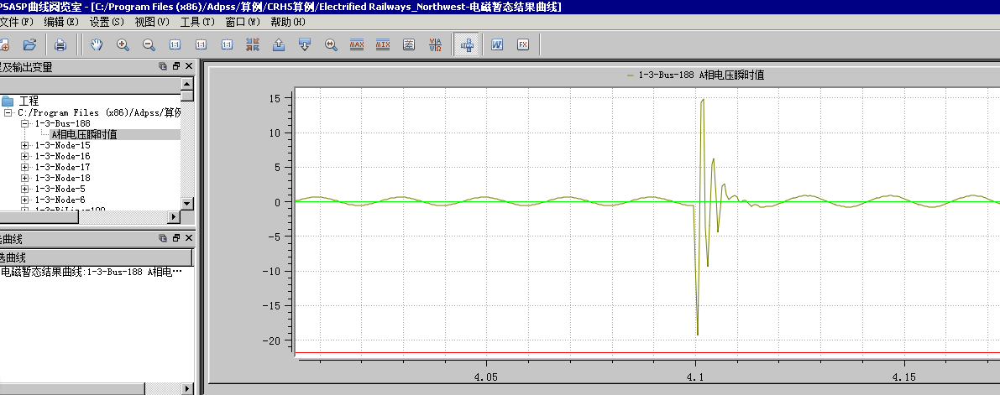 PSASP曲线阅览室 - [C:/Program Files (x86)/Adpss/算例/CRH5算例/Electrified Railways_Northwest-电磁暂态结果曲线]
文件(F) 编辑(E) 设置(S) 视图(V) 工具(T) 窗口(W) 帮助(H)
1:1 1:1 1:1 MAX MIX V|A W|Ω W FX
程及输出变量
工程
C:/Program Files (x86)/Adpss/算例
1-3-Bus-188
A相电压瞬时值
1-3-Node-15
1-3-Node-16
1-3-Node-17
1-3-Node-18
1-3-Node-5
1-3-Node-6
选曲线
选曲线
电磁暂态结果曲线:1-3-Bus-188 A相电…
1-3-Bus-188 A相电压瞬时值
15
10
5
0
-5
-10
-15
-20
4.05 4.1 4.15